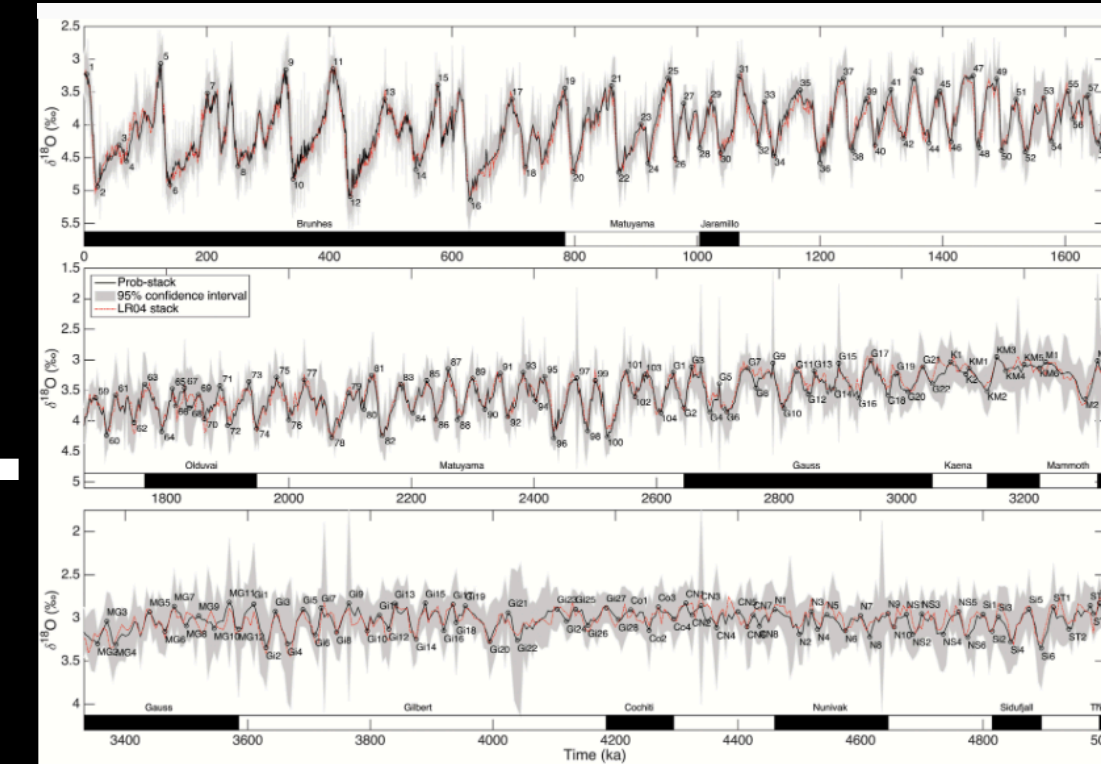 2.5
3
3.5
4
4.5
5
5.5
δ18O (‰)
1 2 3 4 5 6 7 8 9 10 11 12 13 14 15 16 17 18 19 20 21 22 23 24 25 26 27 28 29 30 31 32 33 34 35 36 37 38 39 40 41 42 43 44 45 46 47 48 49 50 51 52 53 54 55 56 57
Brunhes Matuyama Jaramillo
0 200 400 600 800 1000 1200 1400 1600
1.5
2
2.5
3
3.5
4
4.5
5
δ18O (‰)
Prob-stack
95% confidence interval
LR04 stack
59 60 61 62 63 64 65 66 67 68 69 70 71 72 73 74 75 76 77 78 79 80 81 82 83 84 85 86 87 88 89 90 91 92 93 94 95 96 97 98 99 100 101 102 103 104 G1 G2 G3 G4 G5 G6 G7 G8 G9 G10 G11 G12 G13 G14 G15 G16 G17 G18 G19 G20 G21 G22 K1 K2 KM1 KM2 KM3 KM4 KM5 KM6 M1 M2
Olduvai Matuyama Gauss Kaena Mammoth
1800 2000 2200 2400 2600 2800 3000 3200
2
2.5
3
3.5
4
δ18O (‰)
MG2 MG3 MG4 MG5 MG6 MG7 MG8 MG9 MG10 MG11 MG12 Gi1 Gi2 Gi3 Gi4 Gi5 Gi6 Gi7 Gi8 Gi9 Gi10 Gi11 Gi12 Gi13 Gi14 Gi15 Gi16 Gi17 Gi18 Gi19 Gi20 Gi21 Gi22 Gi23 Gi24 Gi25 Gi26 Gi27 Gi28 Co1 Co2 Co3 Co4 CN1 CN2 CN3 CN4 CN5 CN6 CN7 CN8 N1 N2 N3 N4 N5 N6 N7 N8 N9 N10 NS1 NS2 NS3 NS4 NS5 NS6 Si1 Si2 Si3 Si4 Si5 Si6 ST1 ST2
Gauss Gilbert Cochiti Nunivak Sidufjall
3400 3600 3800 4000 4200 4400 4600 4800
Time (ka)